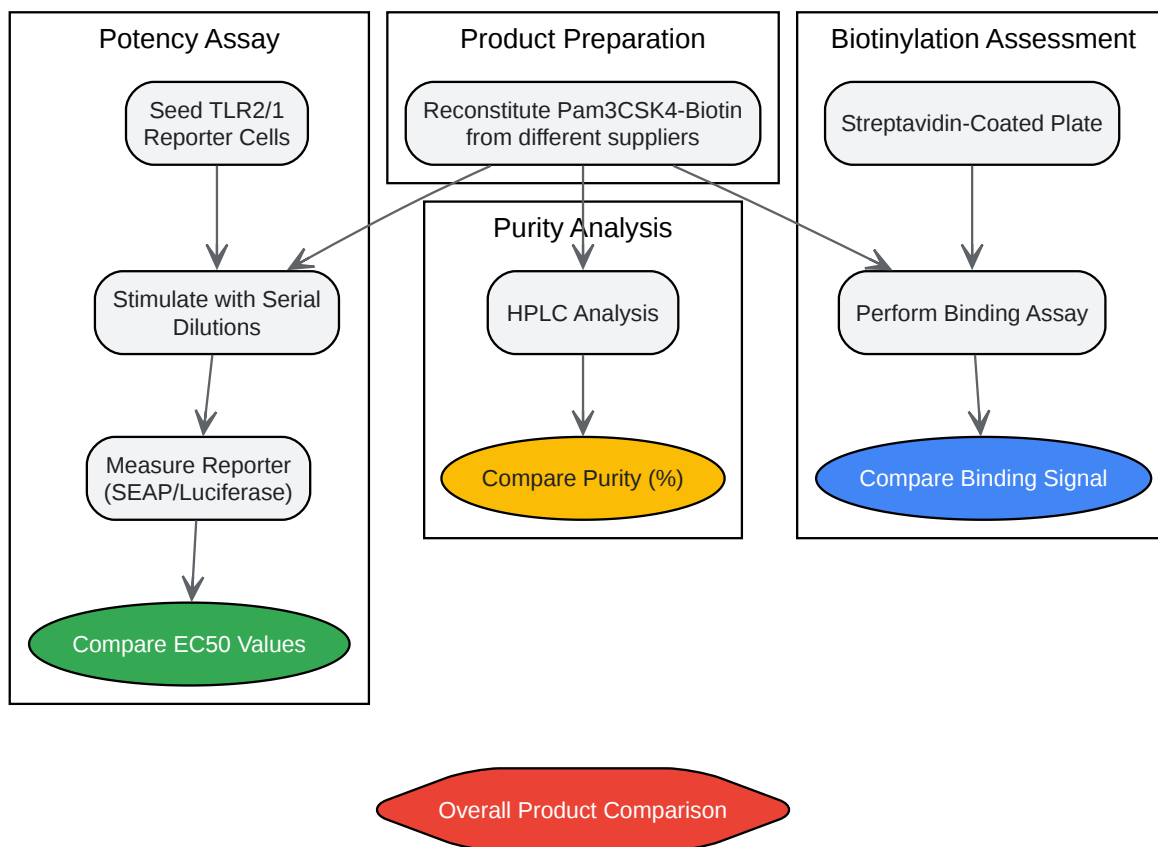 Potency Assay
Seed TLR2/1
Reporter Cells
Stimulate with Serial
Dilutions
Measure Reporter
(SEAP/Luciferase)
Compare EC50 Values
Product Preparation
Reconstitute Pam3CSK4-Biotin
from different suppliers
Purity Analysis
HPLC Analysis
Compare Purity (%)
Biotinylation Assessment
Streptavidin-Coated Plate
Perform Binding Assay
Compare Binding Signal
Overall Product Comparison